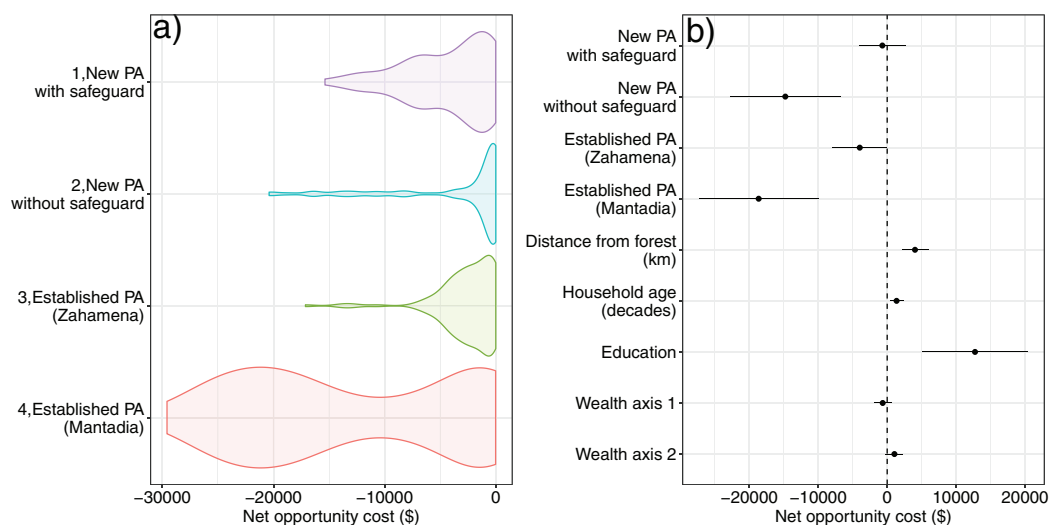 a)
1,New PA
with safeguard
2,New PA
without safeguard
3,Established PA
(Zahamena)
4,Established PA
(Mantadia)
−30000 −20000 −10000 0
Net opportunity cost ($)
b)
New PA
with safeguard
New PA
without safeguard
Established PA
(Zahamena)
Established PA
(Mantadia)
Distance from forest
(km)
Household age
(decades)
Education
Wealth axis 1
Wealth axis 2
−20000 −10000 0 10000 20000
Net opportunity cost ($)